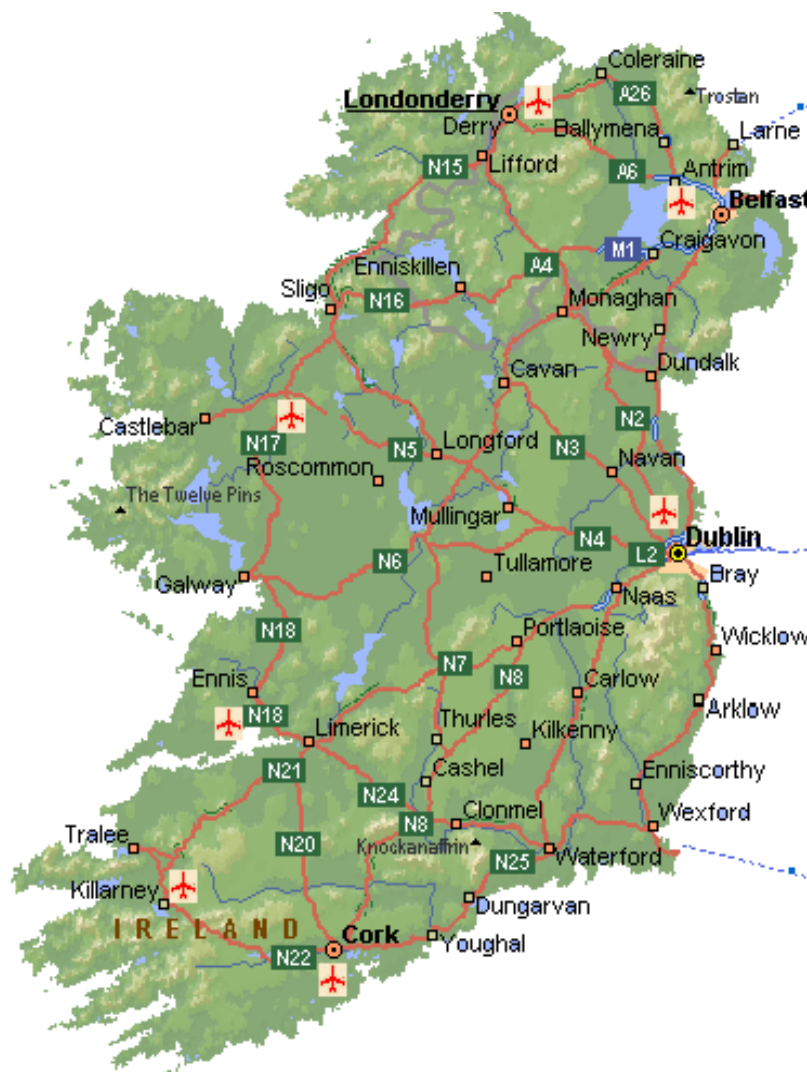 Coleraine
A26
Trostan
Londonderry
Derry
Ballymena
Larne
N15
Lifford
A6
Antrim
Belfast
M1
Craigavon
A4
Enniskillen
Sligo
N16
Monaghan
Newry
Dundalk
Cavan
Castlebar
N17
N5
Longford
N3
N2
Navan
Roscommon
The Twelve Pins
Mullingar
N4
Dublin
L2
N6
Tullamore
Galway
Bray
Naas
N18
Portlaoise
Wicklow
N7
N8
Ennis
Carlow
Arklow
N18
Limerick
Thurles
Kilkenny
N21
Cashel
Enniscorthy
N24
Clonmel
Wexford
N8
Tralee
N20
Knockanaffrin
N25
Waterford
Killarney
Dungarvan
IRELAND
Cork
Youghal
N22